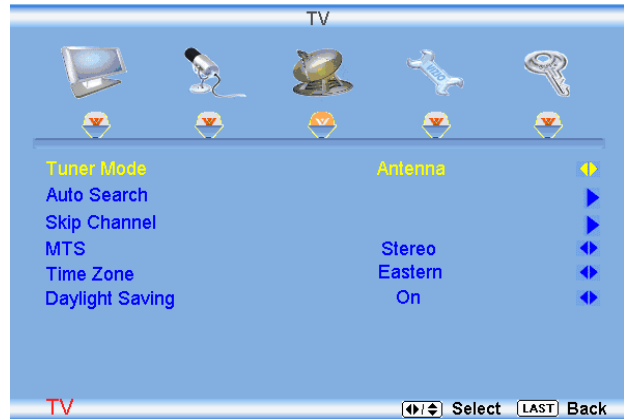 TV
Tuner Mode Antenna
Auto Search
Skip Channel
MTS Stereo
Time Zone Eastern
Daylight Saving On
TV Select LAST Back